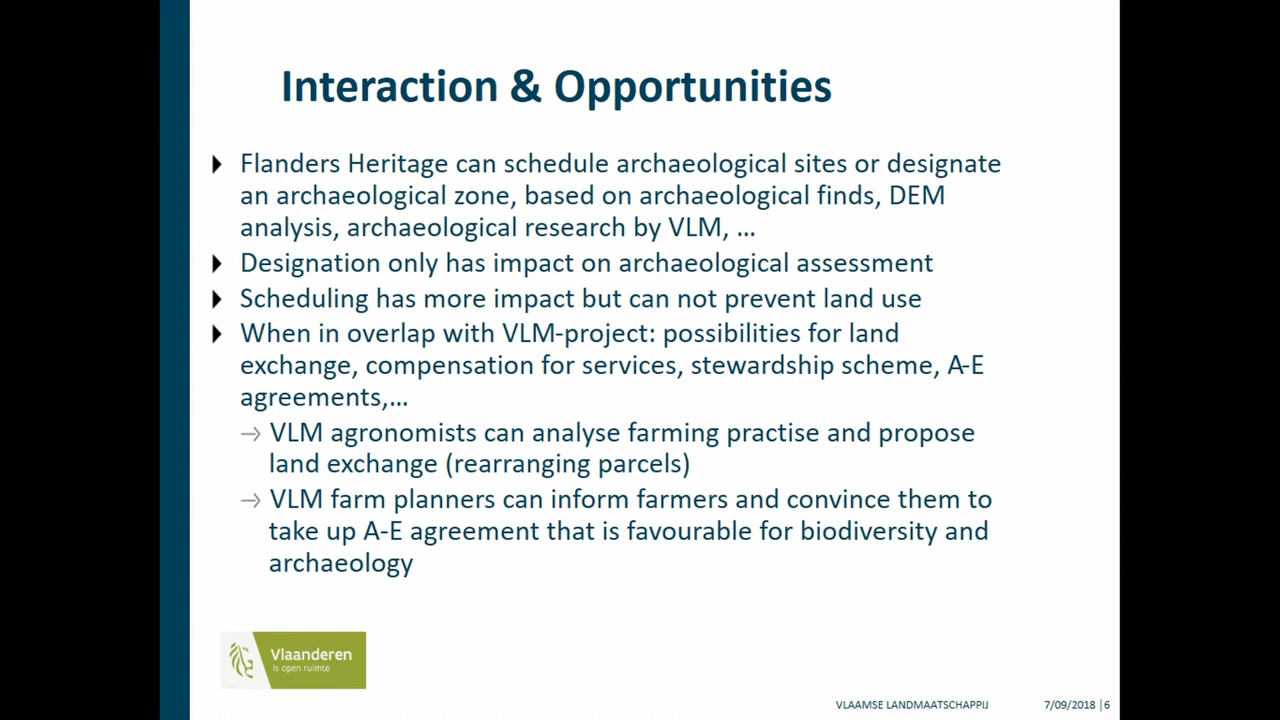 Interaction & Opportunities
Flanders Heritage can schedule archaeological sites or designate
an archaeological zone, based on archaeological finds, DEM
analysis, archaeological research by VLM, ...
Designation only has impact on archaeological assessment
Scheduling has more impact but can not prevent land use
When in overlap with VLM-project: possibilities for land
exchange, compensation for services, stewardship scheme, A-E
agreements,...
→ VLM agronomists can analyse farming practise and propose
land exchange (rearranging parcels)
→ VLM farm planners can inform farmers and convince them to
take up A-E agreement that is favourable for biodiversity and
archaeology
Vlaanderen
is open ruimte
VLAAMSE LANDMAATSCHAPPIJ 7/09/2018 | 6